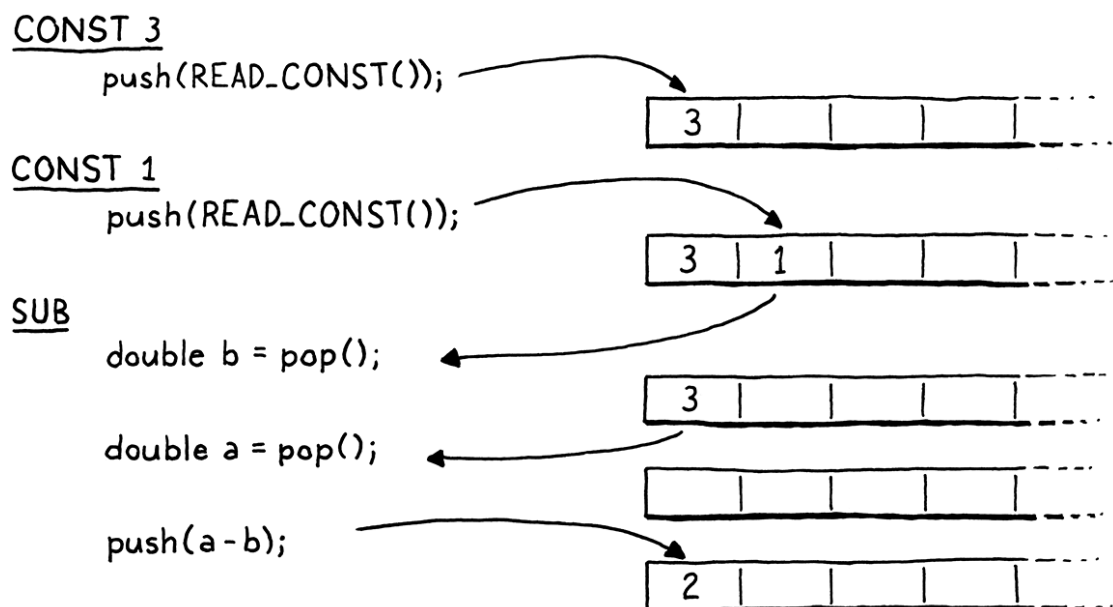 CONST 3
push(READ_CONST());
3
CONST 1
push(READ_CONST());
3 1
SUB
double b = pop();
3
double a = pop();
push(a-b);
2